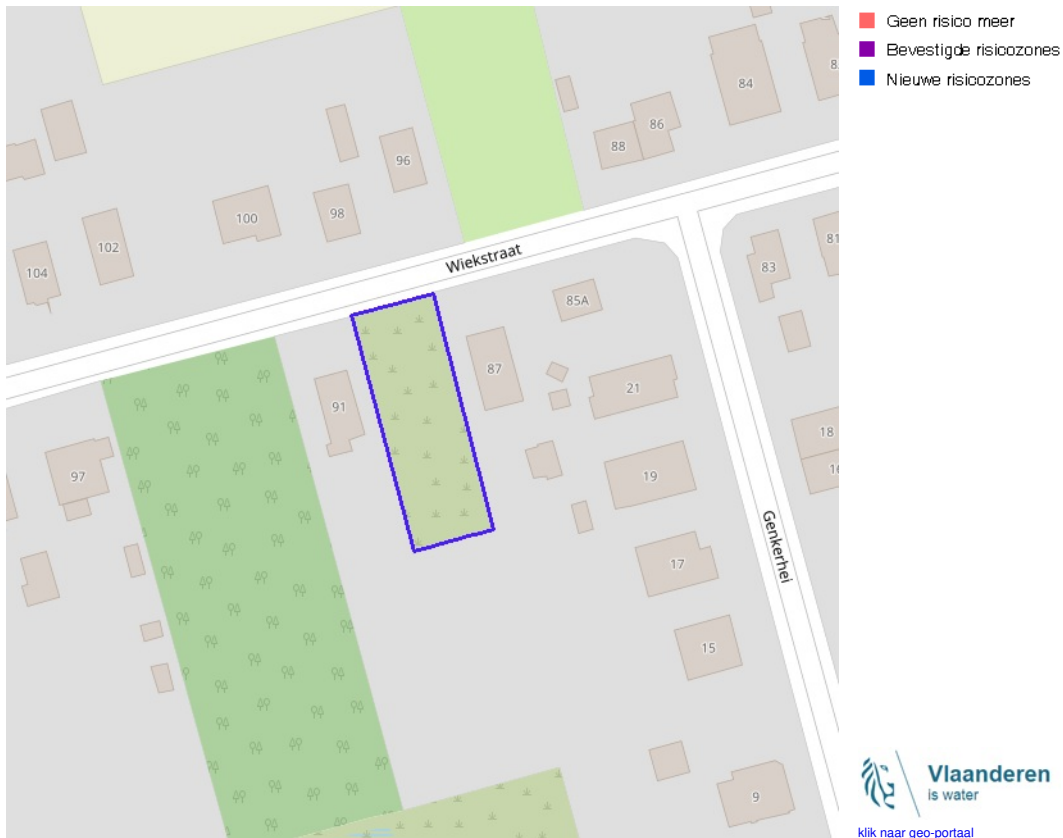 Geen risico meer
Bevestigde risicozones
Nieuwe risicozones
84
86
88
96
98
100
102
104
Wiekstraat
81
83
85A
87
21
91
18
97
19
16
Genkerhei
17
15
9
Vlaanderen
is water
klik naar geo-portaal